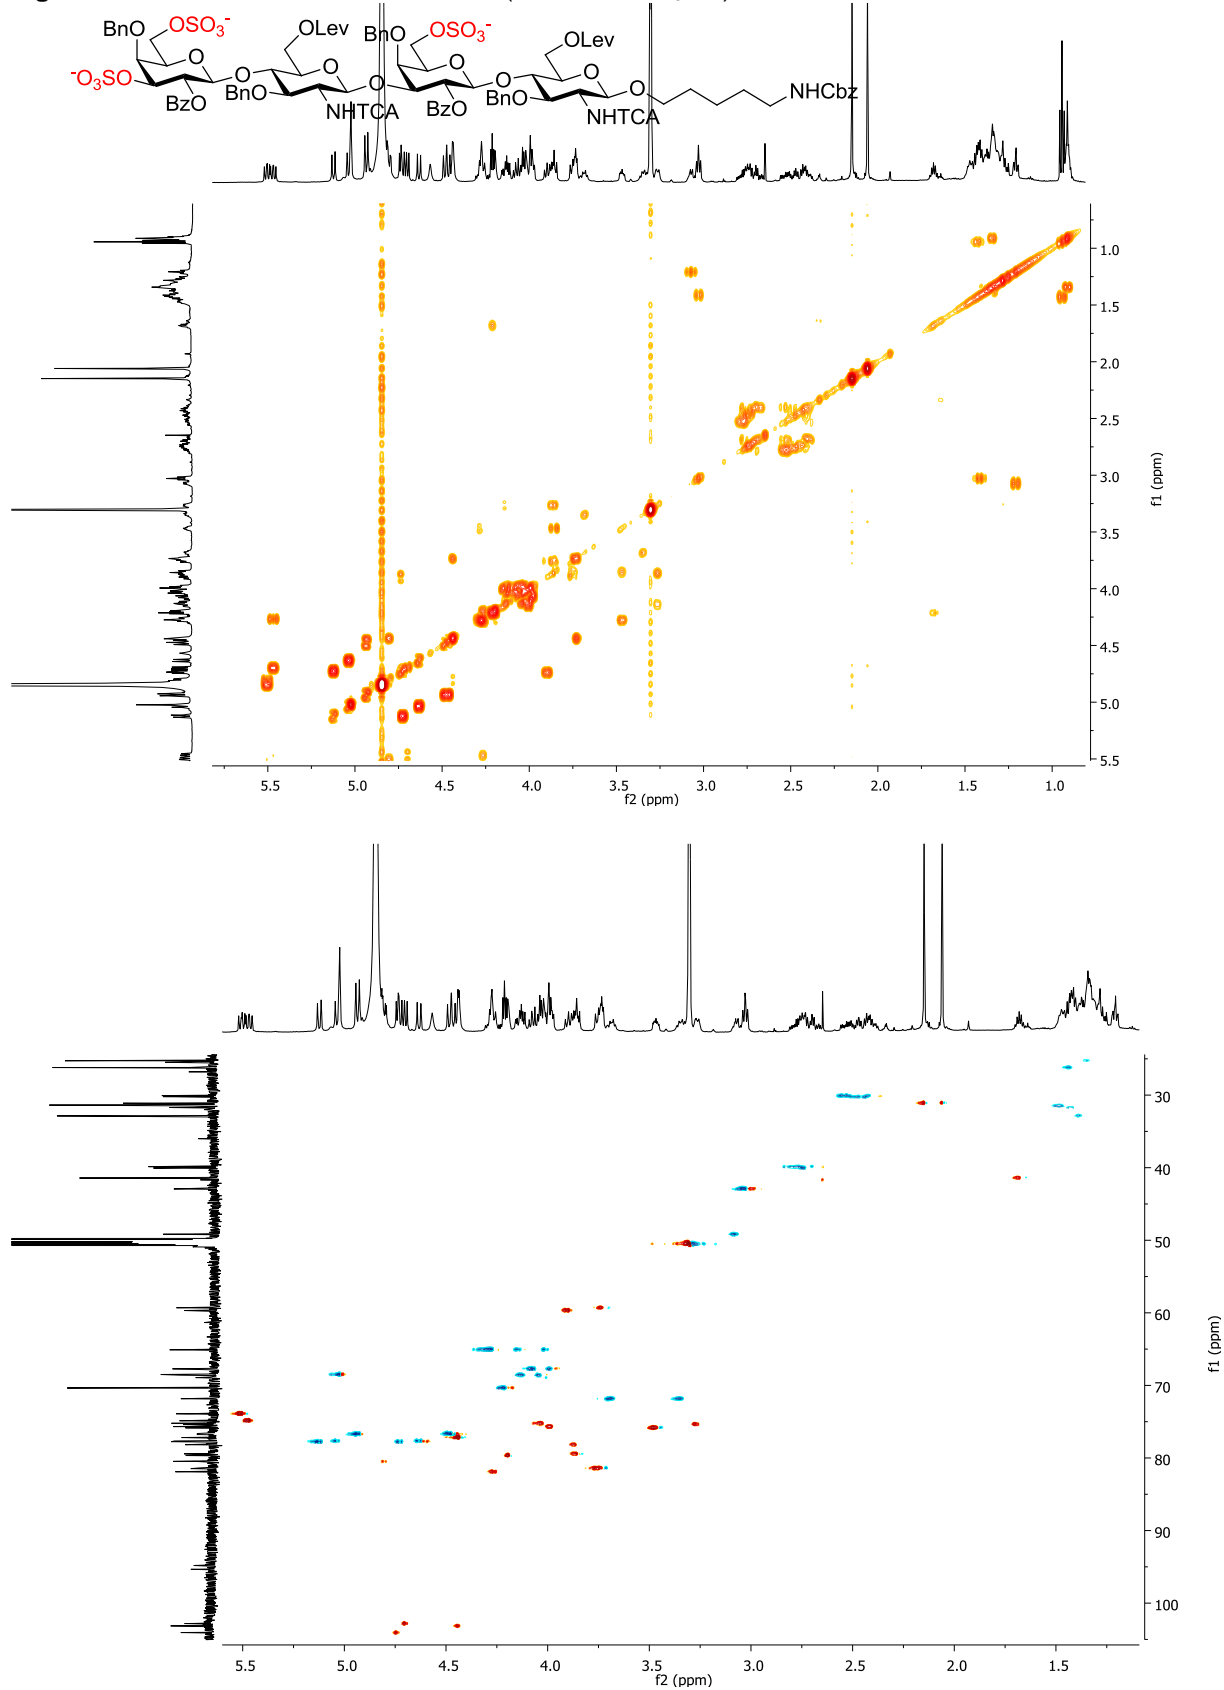 BnO
OSO3-
OLev
BnO
OSO3-
OLev
-O3SO
O
O
O
O
O
O
O
O
NHCbz
BzO
BnO
NHTCA
BzO
BnO
NHTCA
1.0
1.5
2.0
2.5
3.0
3.5
4.0
4.5
5.0
5.5
f1 (ppm)
5.5 5.0 4.5 4.0 3.5 3.0 2.5 2.0 1.5 1.0
f2 (ppm)
30
40
50
60
70
80
90
100
f1 (ppm)
5.5 5.0 4.5 4.0 3.5 3.0 2.5 2.0 1.5
f2 (ppm)